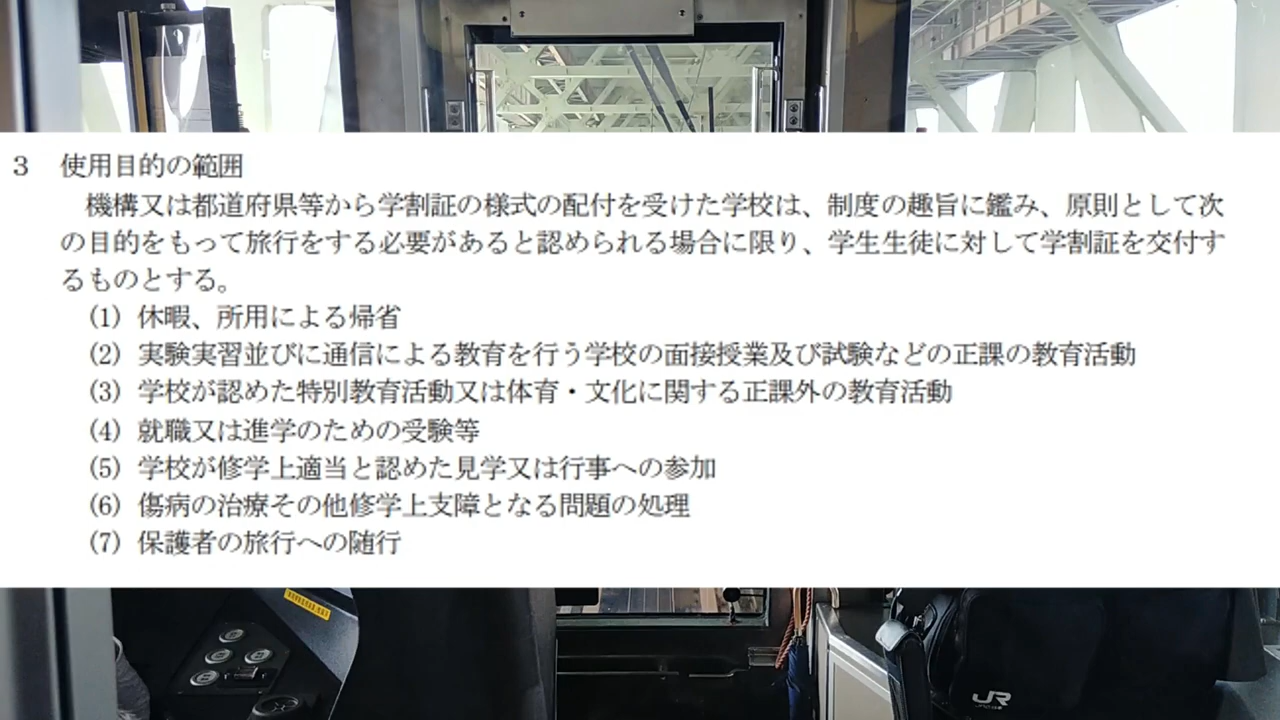 3 使用目的の範囲
機構又は都道府県等から学割証の様式の配付を受けた学校は、制度の趣旨に鑑み、原則として次
の目的をもって旅行をする必要があると認められる場合に限り、学生生徒に対して学割証を交付す
るものとする。
(1) 休暇、所用による帰省
(2) 実験実習並びに通信による教育を行う学校の面接授業及び試験などの正課の教育活動
(3) 学校が認めた特別教育活動又は体育・文化に関する正課外の教育活動
(4) 就職又は進学のための受験等
(5) 学校が修学上適当と認めた見学又は行事への参加
(6) 傷病の治療その他修学上支障となる問題の処理
(7) 保護者の旅行への随行
JR